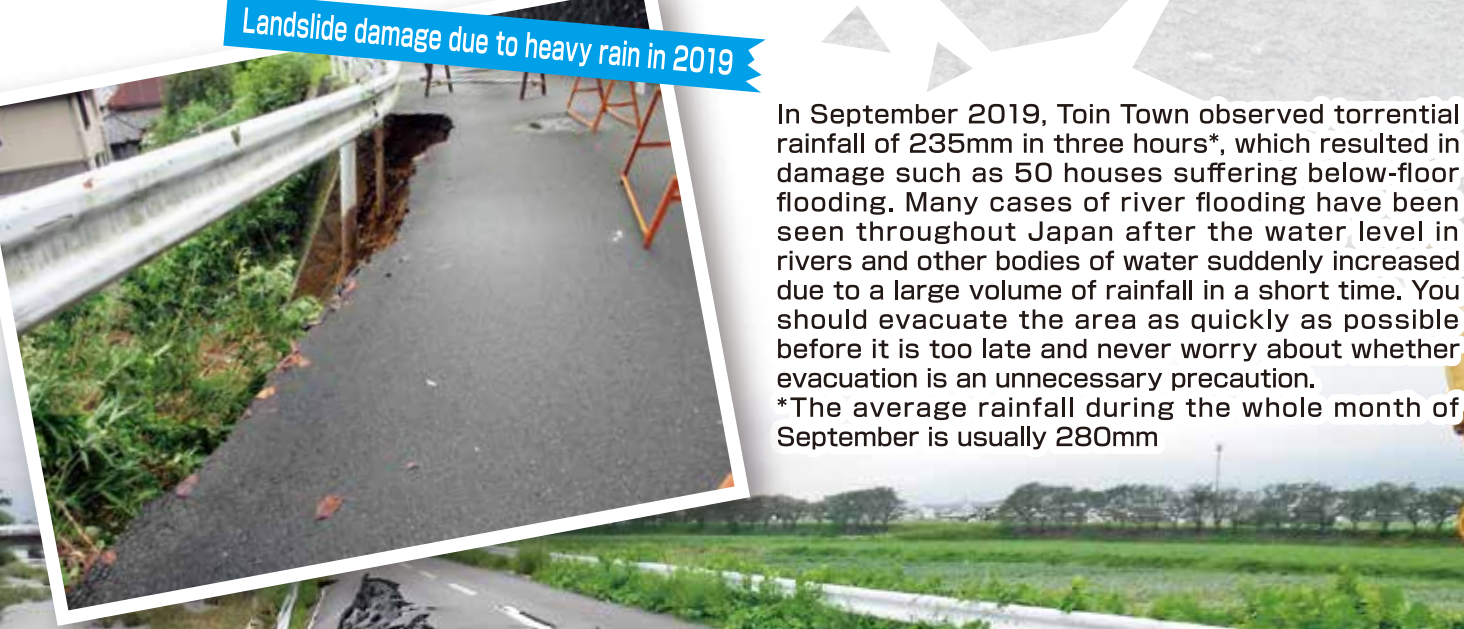 Landslide damage due to heavy rain in 2019
In September 2019, Toin Town observed torrential
rainfall of 235mm in three hours*, which resulted in
damage such as 50 houses suffering below-floor
flooding. Many cases of river flooding have been
seen throughout Japan after the water level in
rivers and other bodies of water suddenly increased
due to a large volume of rainfall in a short time. You
should evacuate the area as quickly as possible
before it is too late and never worry about whether
evacuation is an unnecessary precaution.
*The average rainfall during the whole month of
September is usually 280mm